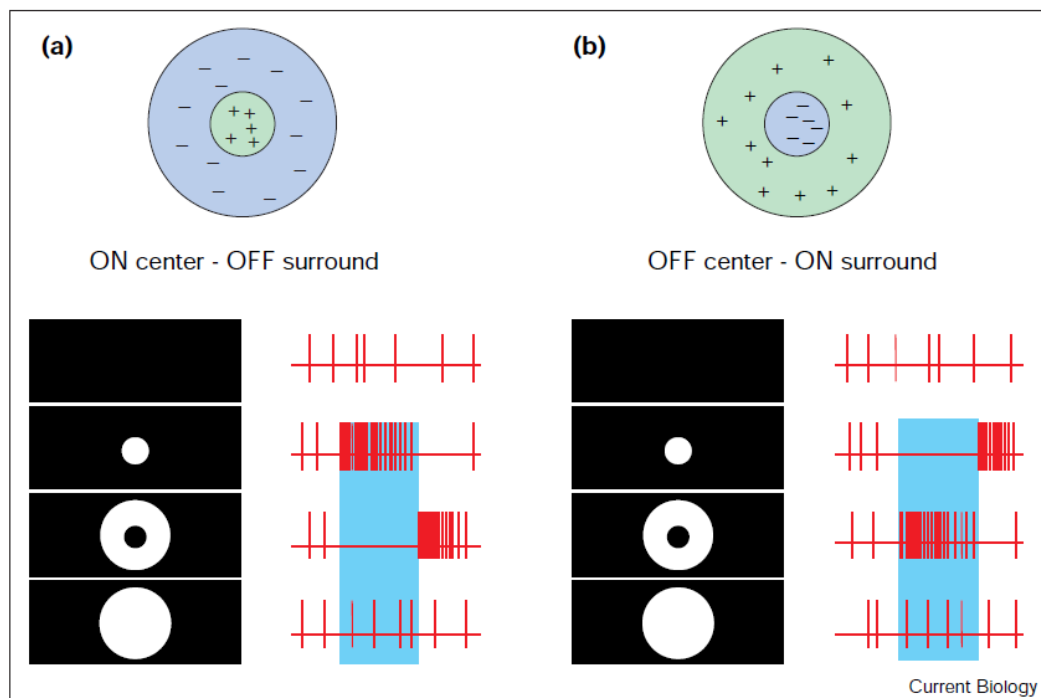 (a)
(b)
ON center - OFF surround
OFF center - ON surround
Current Biology